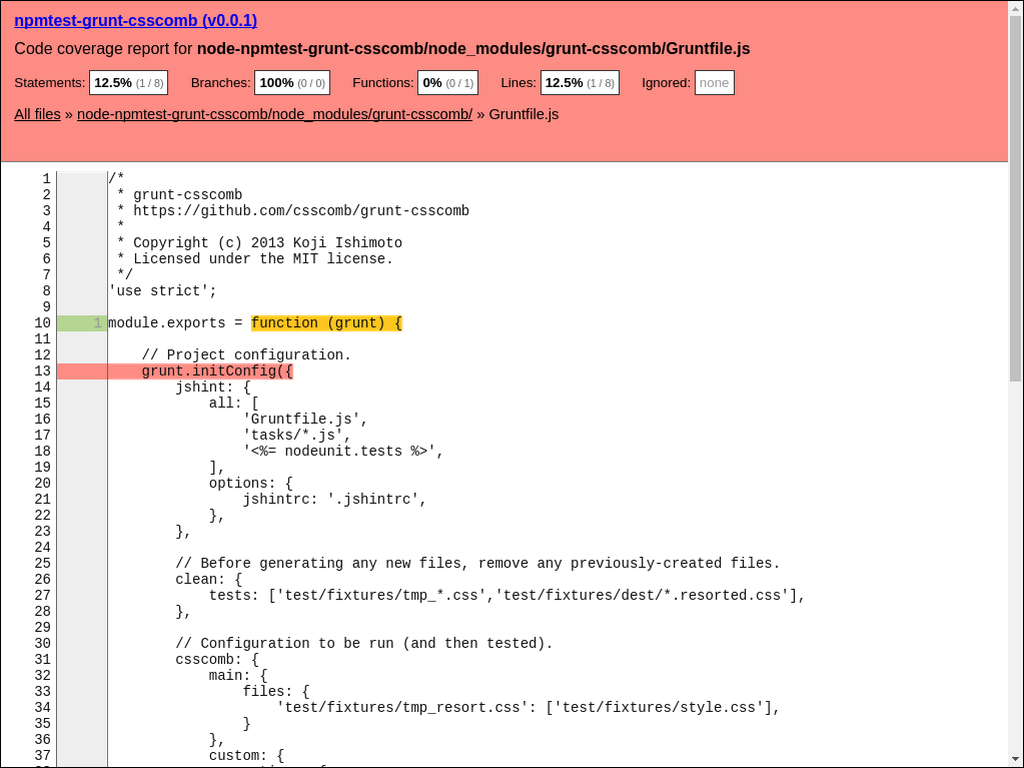 npmtest-grunt-csscomb (v0.0.1)
Code coverage report for node-npmtest-grunt-csscomb/node_modules/grunt-csscomb/Gruntfile.js
Statements: 12.5% (1 / 8) Branches: 100% (0 / 0) Functions: 0% (0 / 1) Lines: 12.5% (1 / 8) Ignored: none
All files » node-npmtest-grunt-csscomb/node_modules/grunt-csscomb/ » Gruntfile.js
1 /*
2  * grunt-csscomb
3  * https://github.com/csscomb/grunt-csscomb
4  *
5  * Copyright (c) 2013 Koji Ishimoto
6  * Licensed under the MIT license.
7  */
8 'use strict';
9
10 1 module.exports = function (grunt) {
11
12     // Project configuration.
13     grunt.initConfig({
14         jshint: {
15             all: [
16                 'Gruntfile.js',
17                 'tasks/*.js',
18                 '<%= nodeunit.tests %>',
19             ],
20             options: {
21                 jshintrc: '.jshintrc',
22             },
23         },
24
25         // Before generating any new files, remove any previously-created files.
26         clean: {
27             tests: ['test/fixtures/tmp_*.css','test/fixtures/dest/*.resorted.css'],
28         },
29
30         // Configuration to be run (and then tested).
31         csscomb: {
32             main: {
33                 files: {
34                     'test/fixtures/tmp_resort.css': ['test/fixtures/style.css'],
35                 }
36             },
37             custom: {